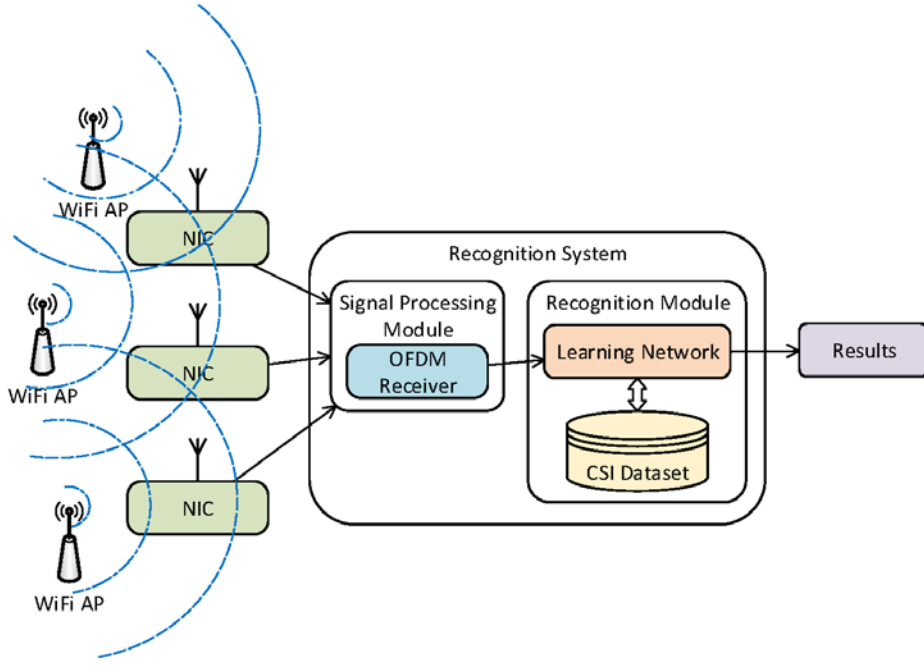 WiFi AP
NIC
WiFi AP
NIC
WiFi AP
NIC
Recognition System
Signal Processing
Module
OFDM
Receiver
Recognition Module
Learning Network
CSI Dataset
Results